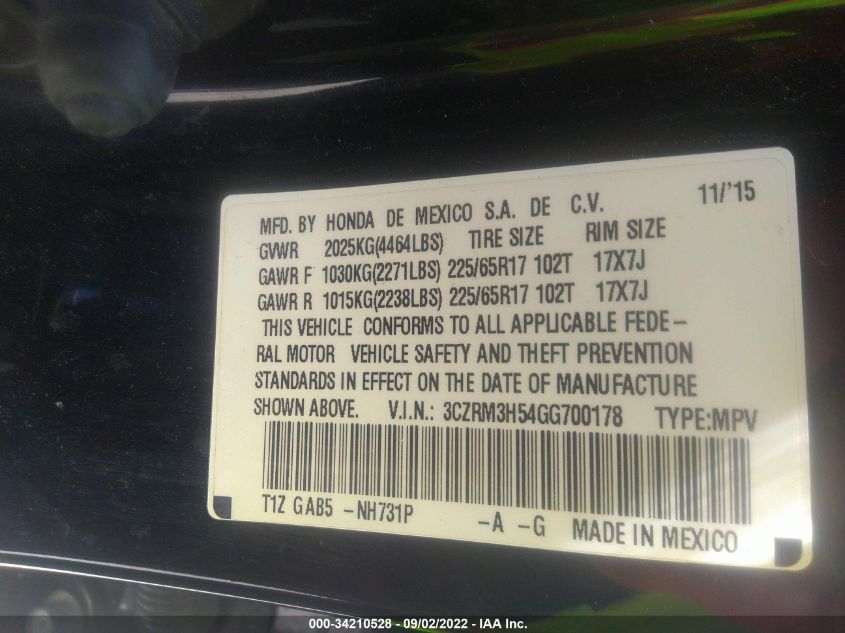 11/'15
MFD. BY HONDA DE MEXICO S.A. DE C.V.
GVWR 2025KG(4464LBS) TIRE SIZE RIM SIZE
GAWR F 1030KG(2271LBS) 225/65R17 102T 17X7J
GAWR R 1015KG(2238LBS) 225/65R17 102T 17X7J
THIS VEHICLE CONFORMS TO ALL APPLICABLE FEDE-
RAL MOTOR VEHICLE SAFETY AND THEFT PREVENTION
STANDARDS IN EFFECT ON THE DATE OF MANUFACTURE
SHOWN ABOVE. V.I.N.: 3CZRM3H54GG700178 TYPE:MPV
T1Z GAB5 -NH731P -A -G MADE IN MEXICO
000-34210528 - 09/02/2022 - IAA Inc.